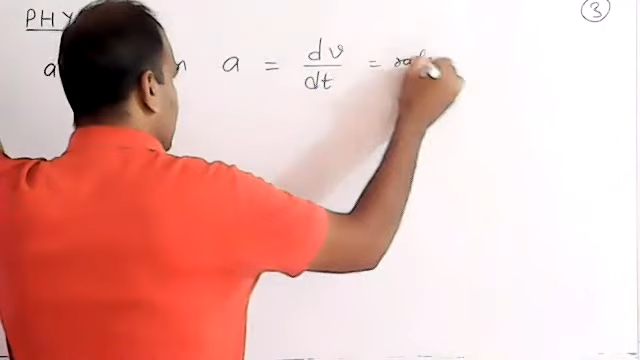 PHY
3
a n a = dv/dt =